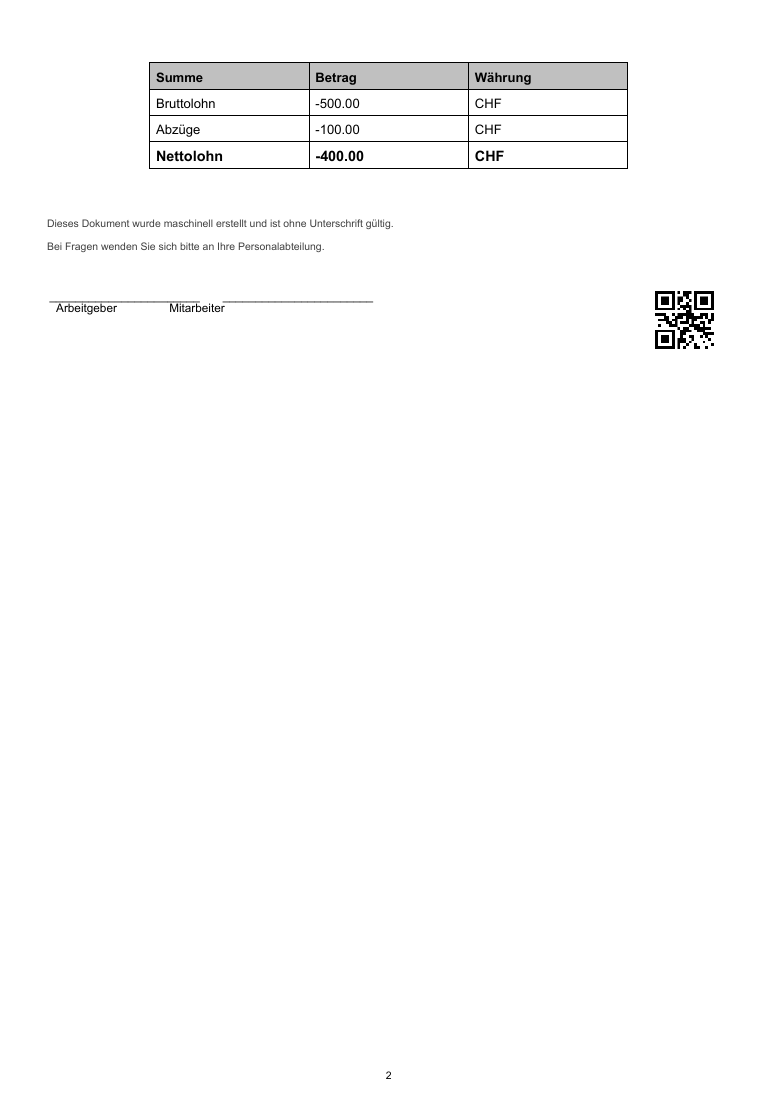 Summe Betrag Währung
Bruttolohn -500.00 CHF
Abzüge -100.00 CHF
Nettolohn -400.00 CHF
Dieses Dokument wurde maschinell erstellt und ist ohne Unterschrift gültig.
Bei Fragen wenden Sie sich bitte an Ihre Personalabteilung.
Arbeitgeber Mitarbeiter
2